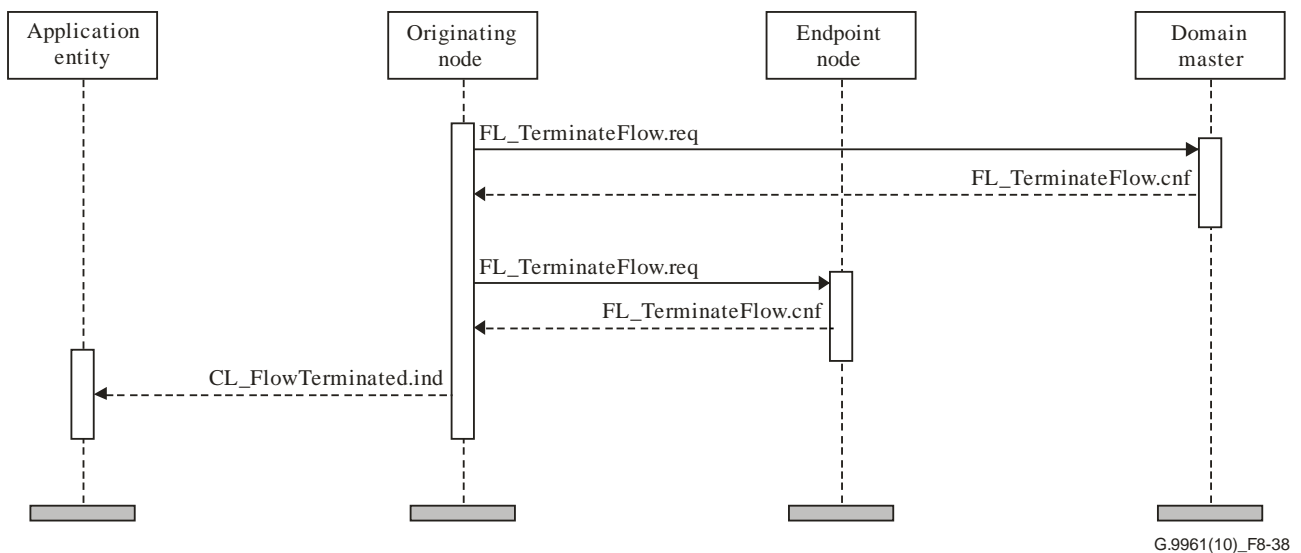 Application
entity
Originating
node
Endpoint
node
Domain
master
FL_TerminateFlow.req
FL_TerminateFlow.cnf
FL_TerminateFlow.req
FL_TerminateFlow.cnf
CL_FlowTerminated.ind
G.9961(10)_F8-38